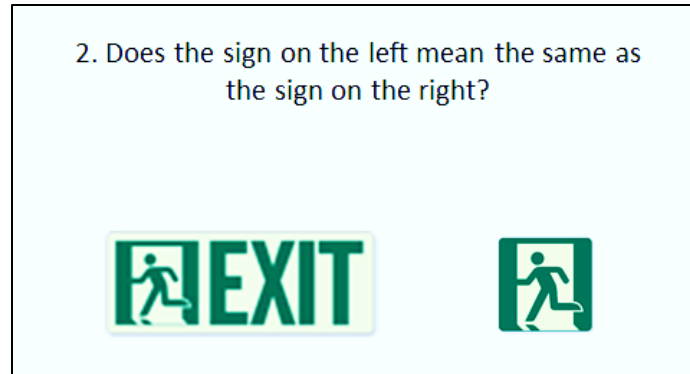 2. Does the sign on the left mean the same as
the sign on the right?
EXIT